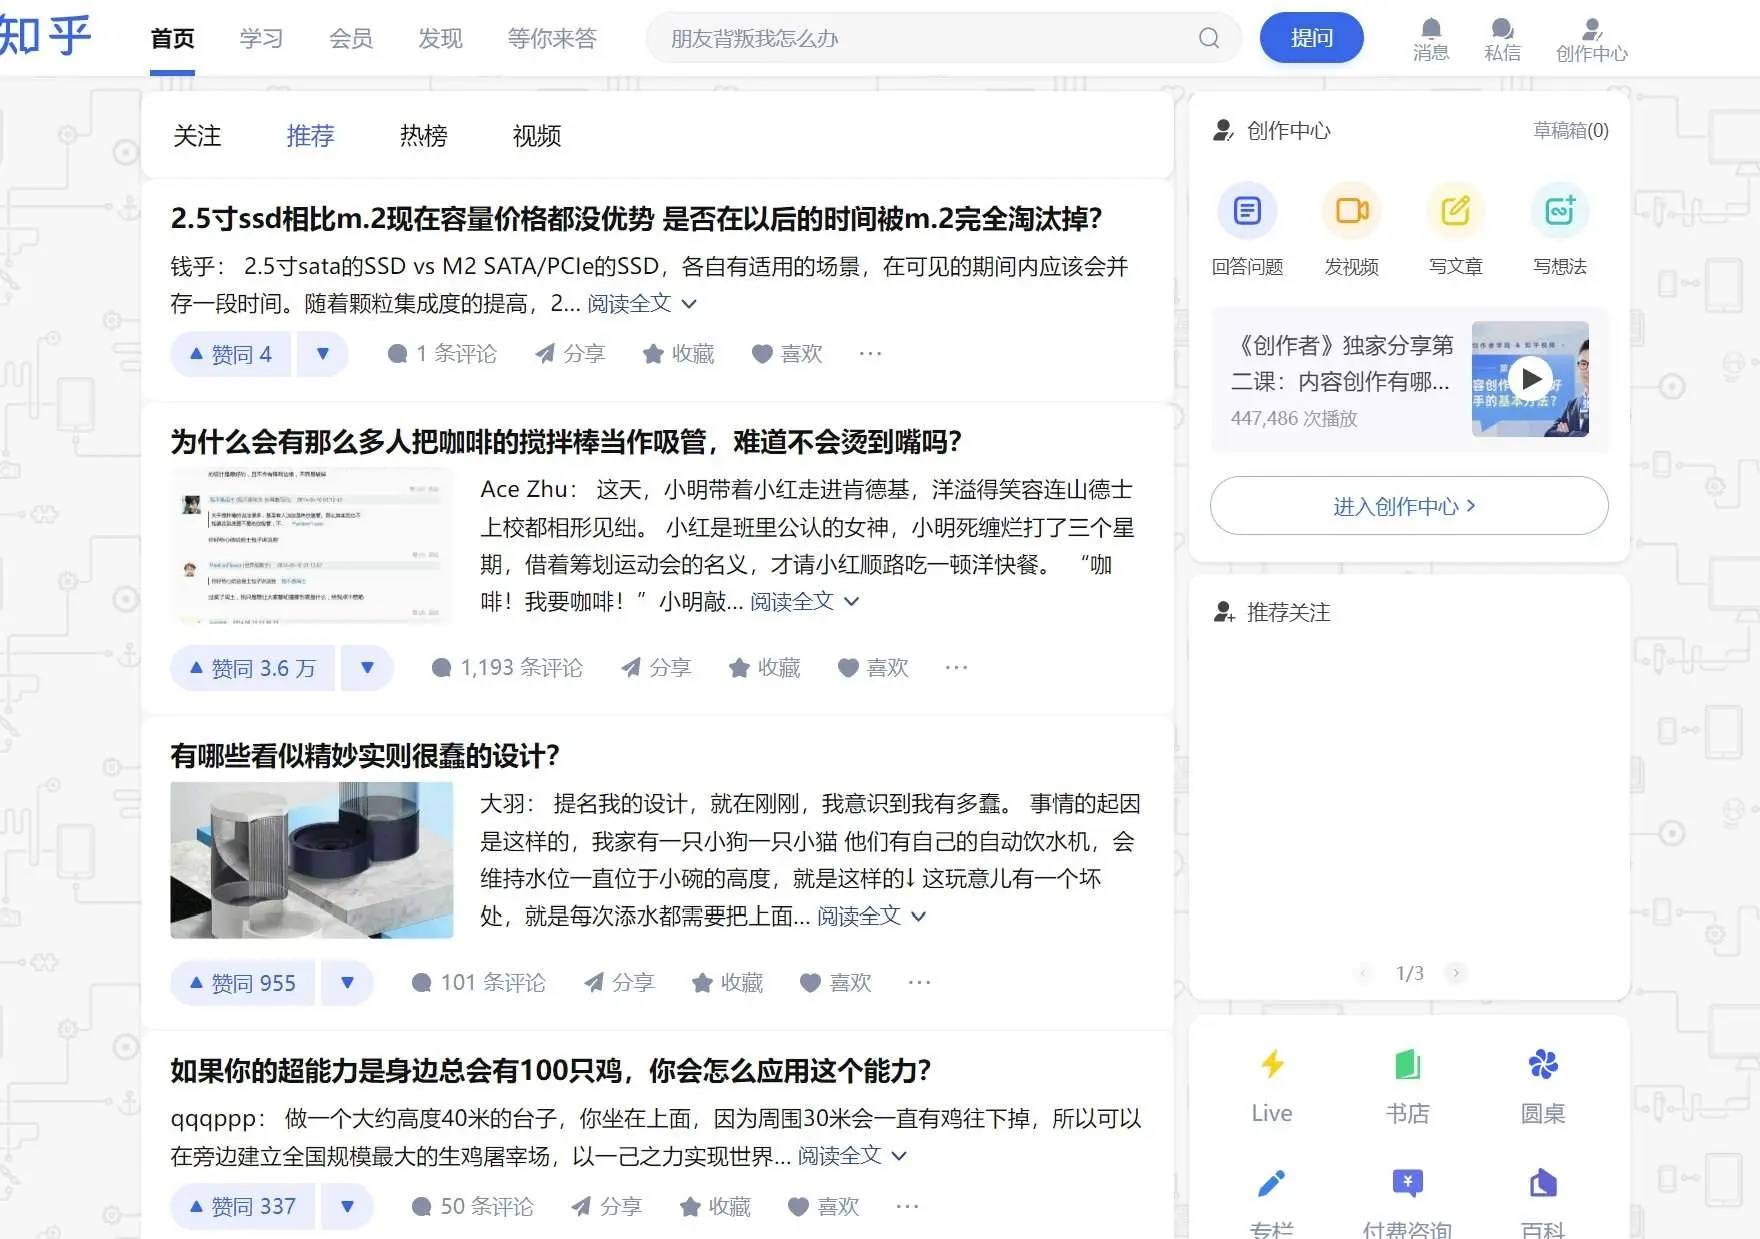 知乎
首页 学习 会员 发现 等你来答
朋友背叛我怎么办
提问
消息 私信 创作中心
关注 推荐 热榜 视频
2.5寸ssd相比m.2现在容量价格都没优势 是否在以后的时间被m.2完全淘汰掉?
钱乎： 2.5寸sata的SSD vs M2 SATA/PCIe的SSD，各自有适用的场景，在可见的期间内应该会并
存一段时间。随着颗粒集成度的提高，2... 阅读全文
赞同 4 1 条评论 分享 收藏 喜欢 ···
为什么会有那么多人把咖啡的搅拌棒当作吸管，难道不会烫到嘴吗?
Ace Zhu： 这天，小明带着小红走进肯德基，洋溢得笑容连山德士
上校都相形见绌。 小红是班里公认的女神，小明死缠烂打了三个星
期，借着筹划运动会的名义，才请小红顺路吃一顿洋快餐。 “咖
啡！我要咖啡！”小明敲... 阅读全文
赞同 3.6 万 1,193 条评论 分享 收藏 喜欢 ···
有哪些看似精妙实则很蠢的设计?
大羽： 提名我的设计，就在刚刚，我意识到我有多蠢。 事情的起因
是这样的，我家有一只小狗一只小猫 他们有自己的自动饮水机，会
维持水位一直位于小碗的高度，就是这样的↓ 这玩意儿有一个坏
处，就是每次添水都需要把上面... 阅读全文
赞同 955 101 条评论 分享 收藏 喜欢 ···
如果你的超能力是身边总会有100只鸡，你会怎么应用这个能力?
qqqppp： 做一个大约高度40米的台子，你坐在上面，因为周围30米会一直有鸡往下掉，所以可以
在旁边建立全国规模最大的生鸡屠宰场，以一己之力实现世界... 阅读全文
赞同 337 50 条评论 分享 收藏 喜欢 ···
创作中心 草稿箱(0)
回答问题 发视频 写文章 写想法
《创作者》独家分享第
二课：内容创作有哪...
447,486 次播放
进入创作中心 >
推荐关注
1/3
Live 书店 圆桌
专栏 付费咨询 百科